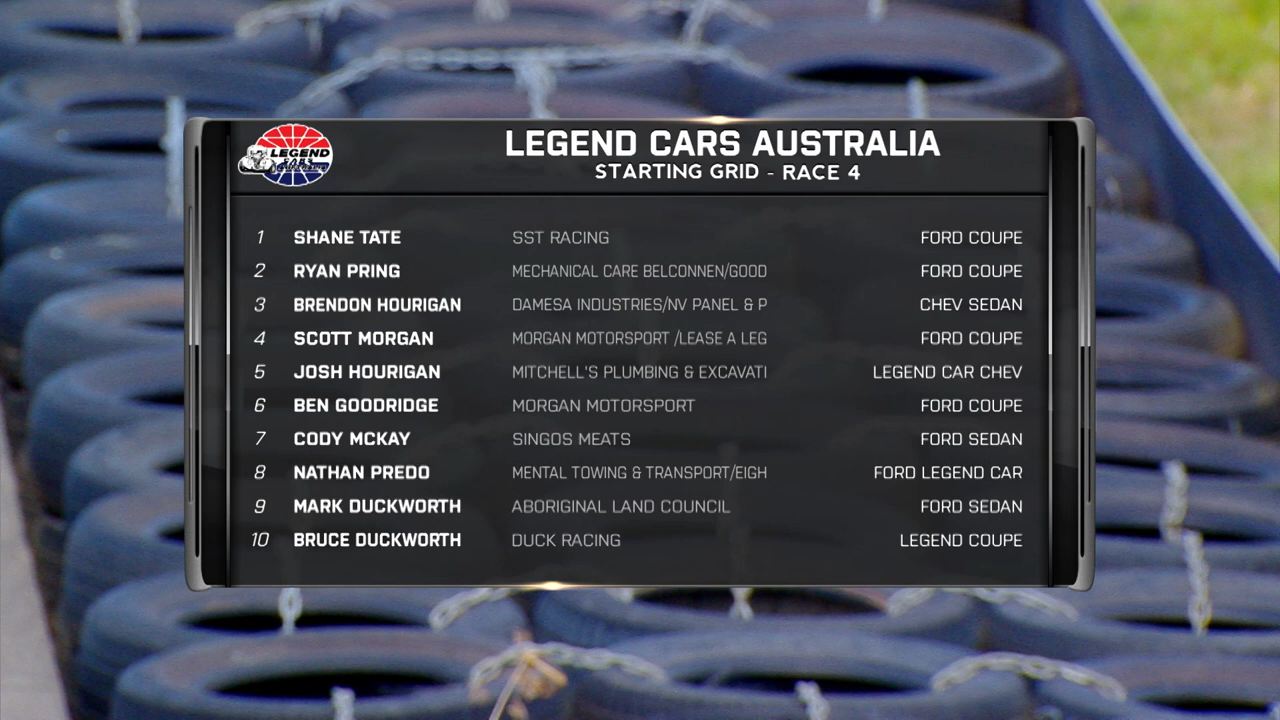 LEGEND CARS AUSTRALIA
STARTING GRID - RACE 4
LEGEND
CARS
1 SHANE TATE SST RACING FORD COUPE
2 RYAN PRING MECHANICAL CARE BELCONNEN/GOOD FORD COUPE
3 BRENDON HOURIGAN DAMESA INDUSTRIES/NV PANEL & P CHEV SEDAN
4 SCOTT MORGAN MORGAN MOTORSPORT /LEASE A LEG FORD COUPE
5 JOSH HOURIGAN MITCHELL'S PLUMBING & EXCAVATI LEGEND CAR CHEV
6 BEN GOODRIDGE MORGAN MOTORSPORT FORD COUPE
7 CODY MCKAY SINGOS MEATS FORD SEDAN
8 NATHAN PREDO MENTAL TOWING & TRANSPORT/EIGH FORD LEGEND CAR
9 MARK DUCKWORTH ABORIGINAL LAND COUNCIL FORD SEDAN
10 BRUCE DUCKWORTH DUCK RACING LEGEND COUPE